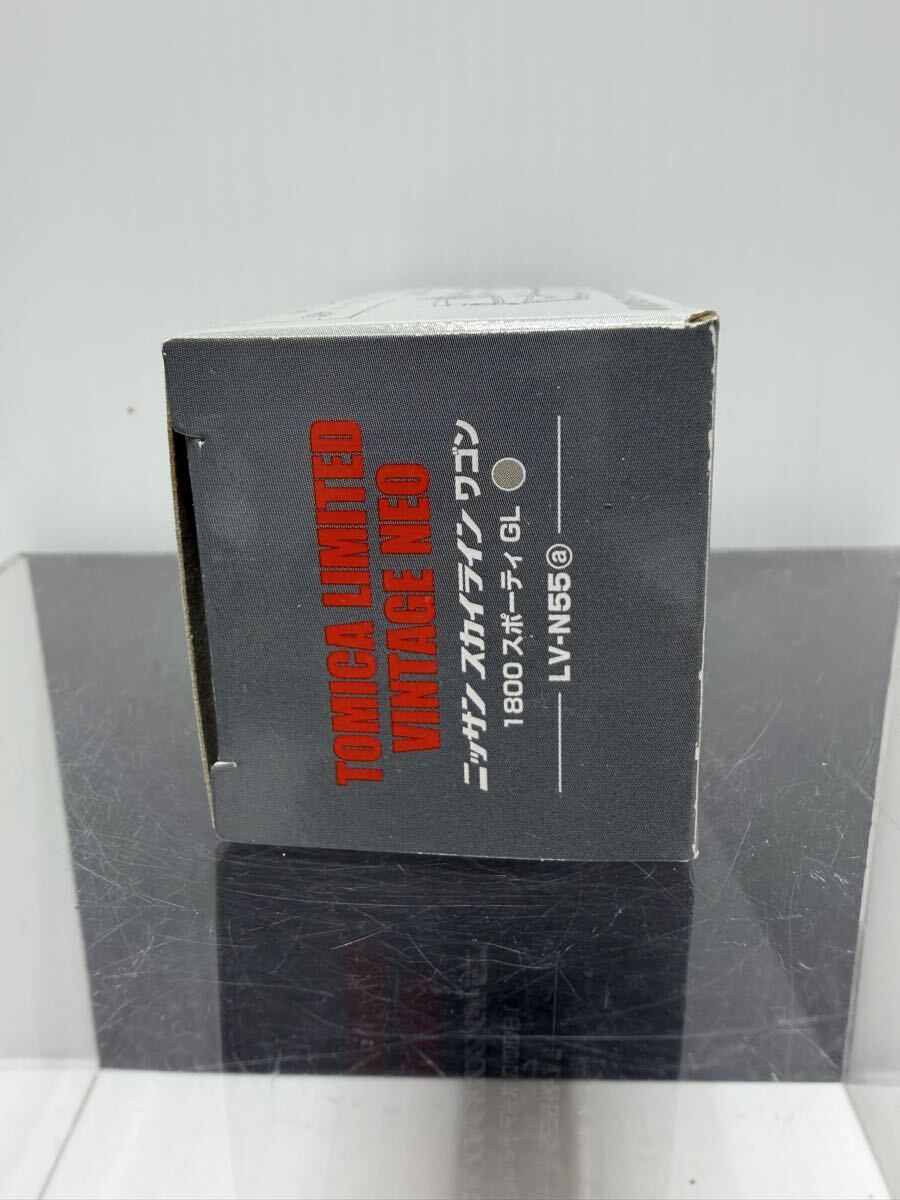 TOMICA LIMITED
VINTAGE NEO
ニッサン スカイライン ワゴン
1800 スポーティ GL
LV-N55ⓐ